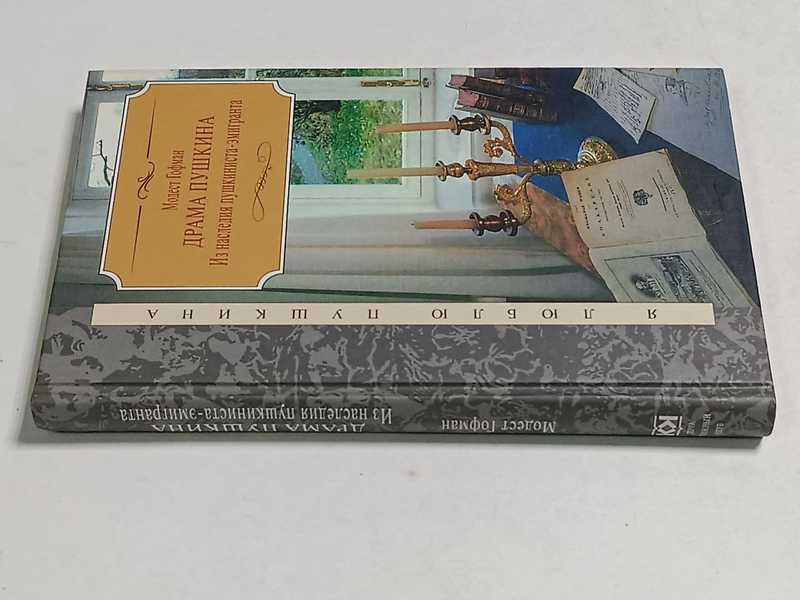 Модест Гофман
ДРАМА ПУШКИНА
Из наследия пушкиниста-эмигранта
Я ЛЮБЛЮ ПУШКИНА
Модест Гофман
ДРАМА ПУШКИНА
Из наследия пушкиниста-эмигранта